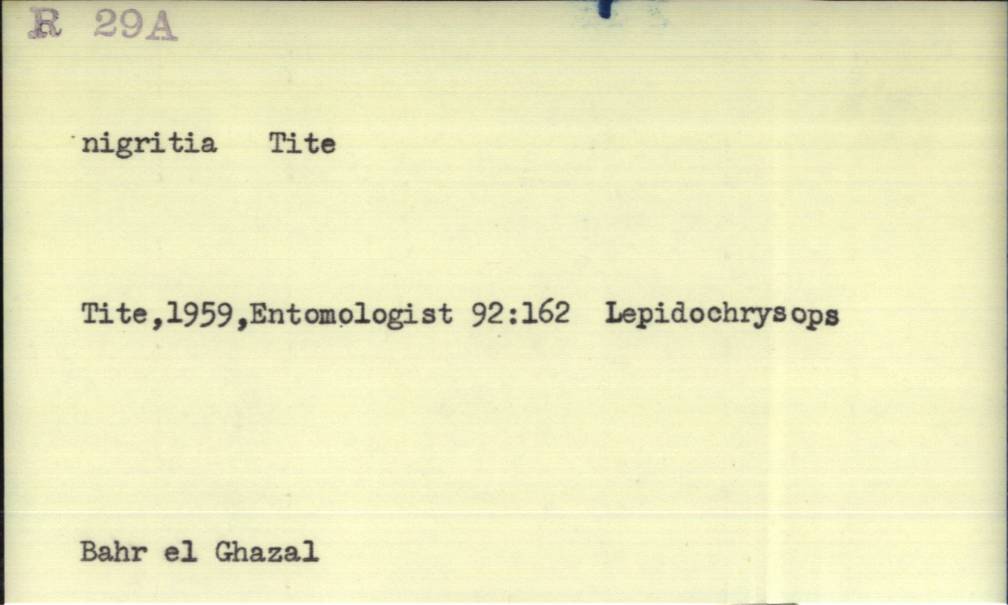 R 29A
nigritia Tite
Tite,1959,Entomologist 92:162 Lepidochrysops
Bahr el Ghazal